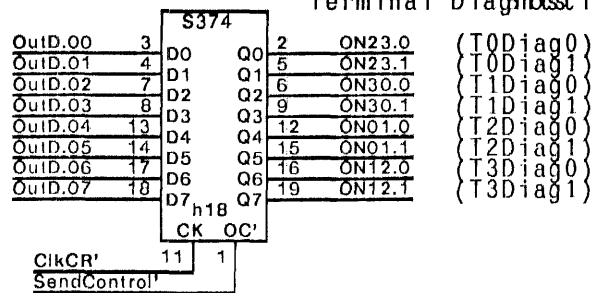 Terminal
S374
OutD.00 3 D0 Q0 2 ON23.0 (T0Diag0)
OutD.01 4 D1 Q1 5 ON23.1 (T0Diag1)
OutD.02 7 D2 Q2 6 ON30.0 (T1Diag0)
OutD.03 8 D3 Q3 9 ON30.1 (T1Diag1)
OutD.04 13 D4 Q4 12 ON01.0 (T2Diag0)
OutD.05 14 D5 Q5 15 ON01.1 (T2Diag1)
OutD.06 17 D6 Q6 16 ON12.0 (T3Diag0)
OutD.07 18 D7 Q7 19 ON12.1 (T3Diag1)
h18
CK OC'
ClkCR' 11 1
SendControl'